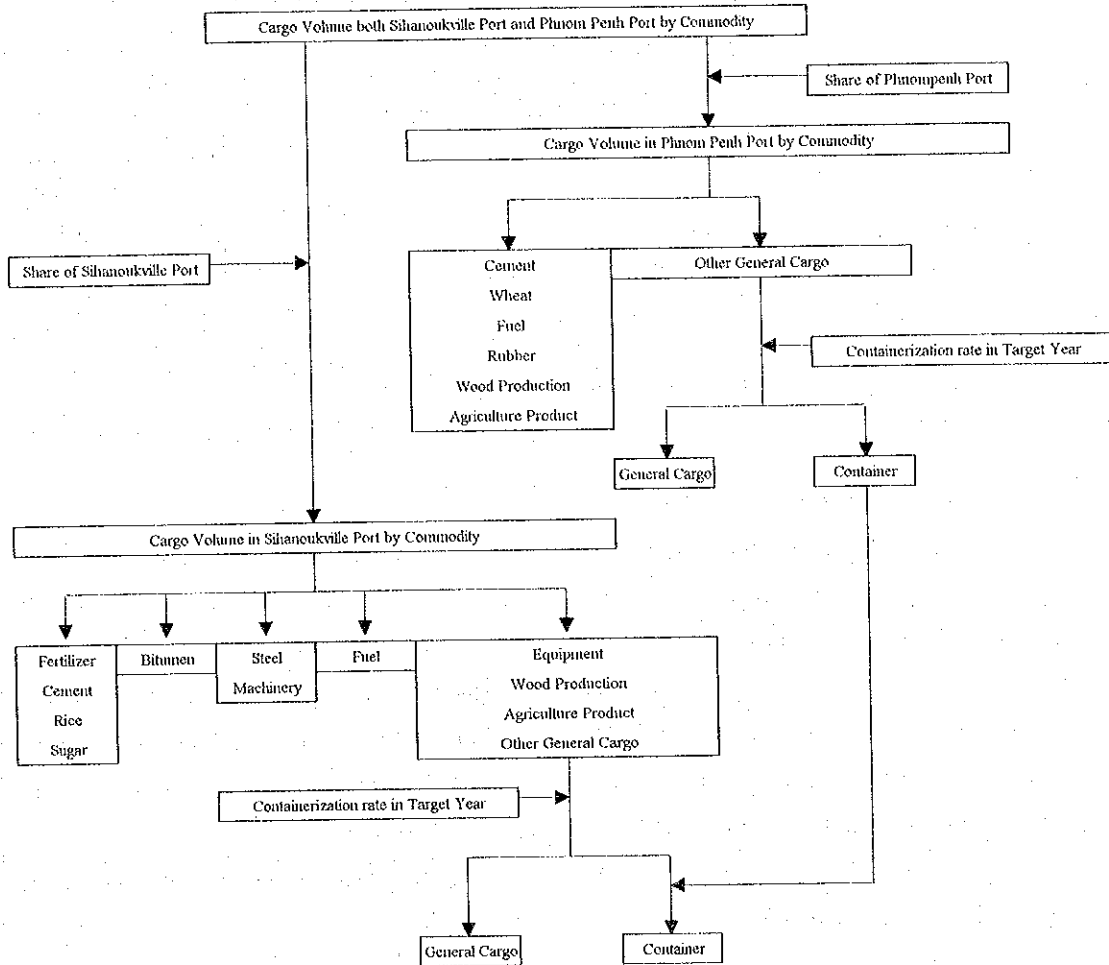 Cargo Volume both Sihanoukville Port and Phnom Penh Port by Commodity
Share of Phnompenh Port
Cargo Volume in Phnom Penh Port by Commodity
Share of Sihanoukville Port
Cement
Wheat
Fuel
Rubber
Wood Production
Agriculture Product
Other General Cargo
Containerization rate in Target Year
General Cargo
Container
Cargo Volume in Sihanoukville Port by Commodity
Fertilizer
Cement
Rice
Sugar
Bitumen
Steel
Machinery
Fuel
Equipment
Wood Production
Agriculture Product
Other General Cargo
Containerization rate in Target Year
General Cargo
Container